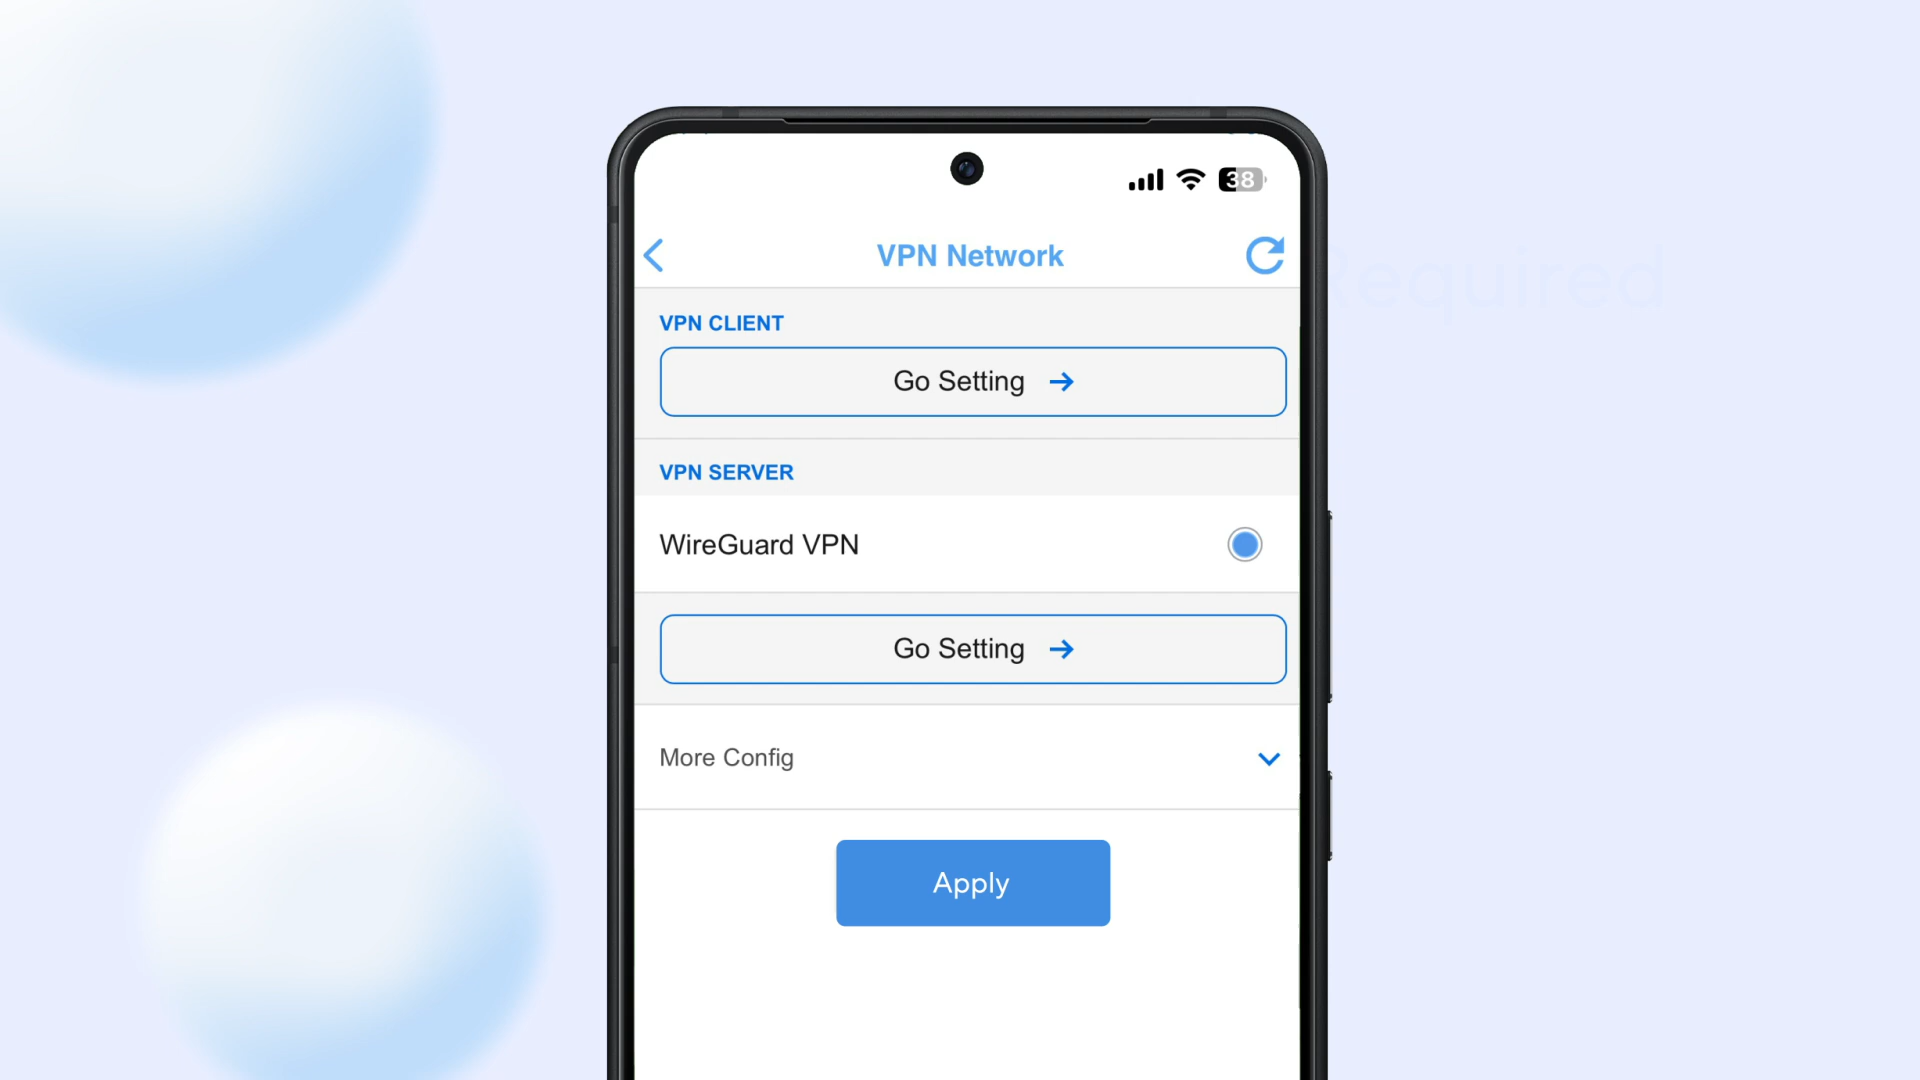 38
VPN Network
Required
VPN CLIENT
Go Setting
VPN SERVER
WireGuard VPN
Go Setting
More Config
Apply